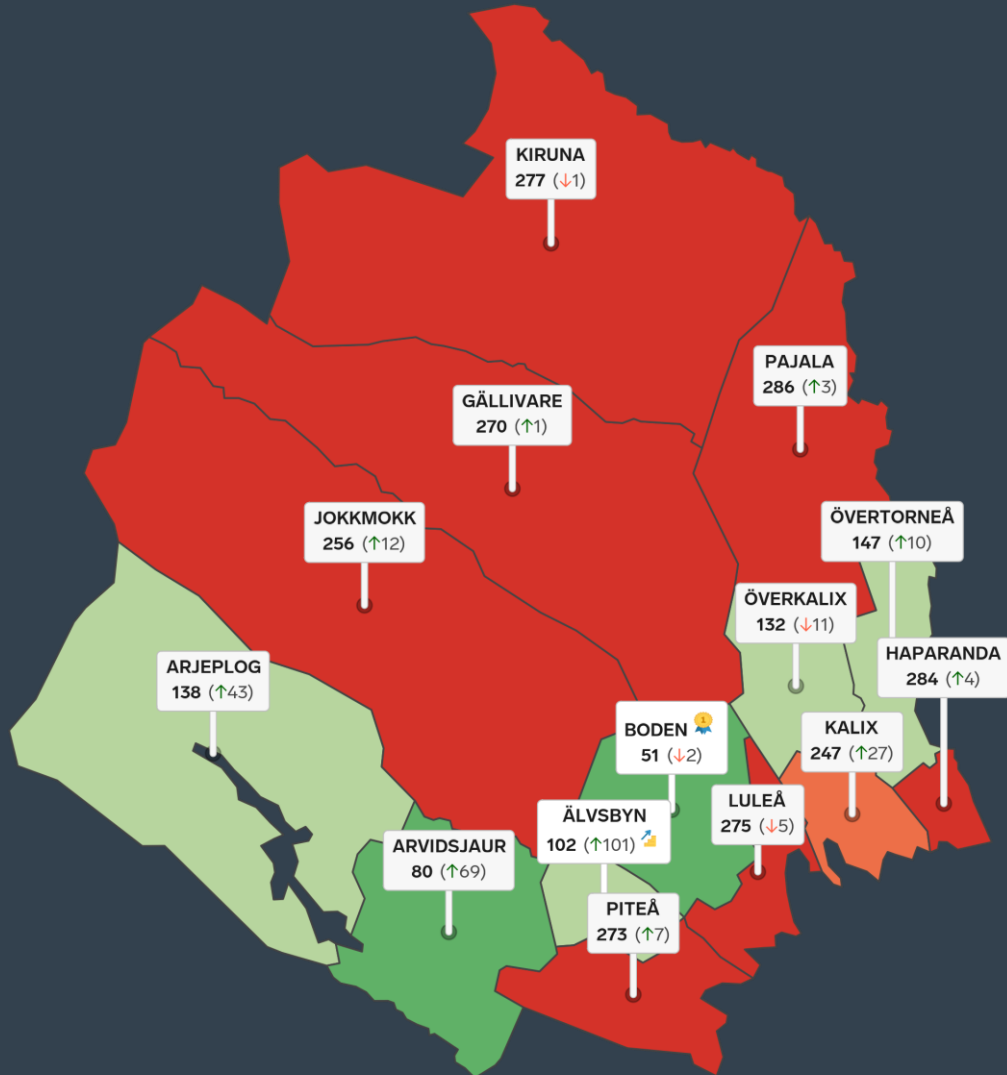 KIRUNA
277 (↓1)
PAJALA
286 (↑3)
GÄLLIVARE
270 (↑1)
JOKKMOKK
256 (↑12)
ÖVERTORNEÅ
147 (↑10)
ÖVERKALIX
132 (↓11)
HAPARANDA
284 (↑4)
ARJEPLOG
138 (↑43)
BODEN
51 (↓2)
KALIX
247 (↑27)
LULEÅ
275 (↓5)
ÄLVSBYN
102 (↑101)
ARVIDSJAUR
80 (↑69)
PITEÅ
273 (↑7)